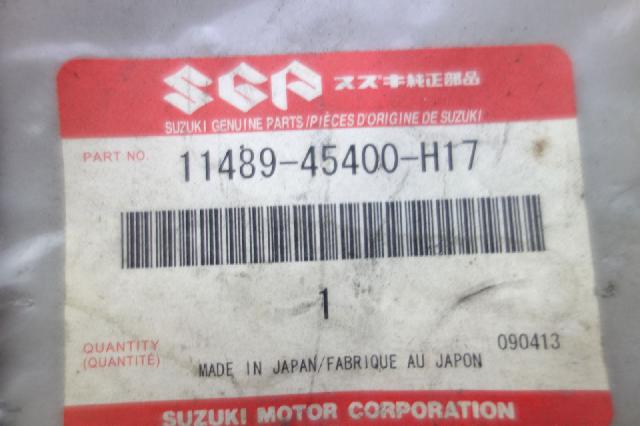 SGP スズキ純正部品
SUZUKI GENUINE PARTS/PIÈCES D'ORIGINE DE SUZUKI
PART NO. 11489-45400-H17
1
QUANTITY
(QUANTITÉ)
090413
MADE IN JAPAN/FABRIQUE AU JAPON
SUZUKI MOTOR CORPORATION